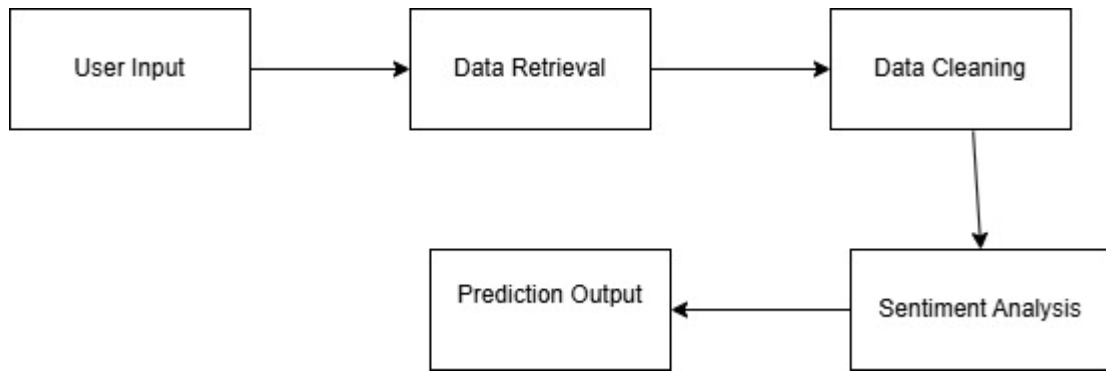 User Input
Data Retrieval
Data Cleaning
Sentiment Analysis
Prediction Output